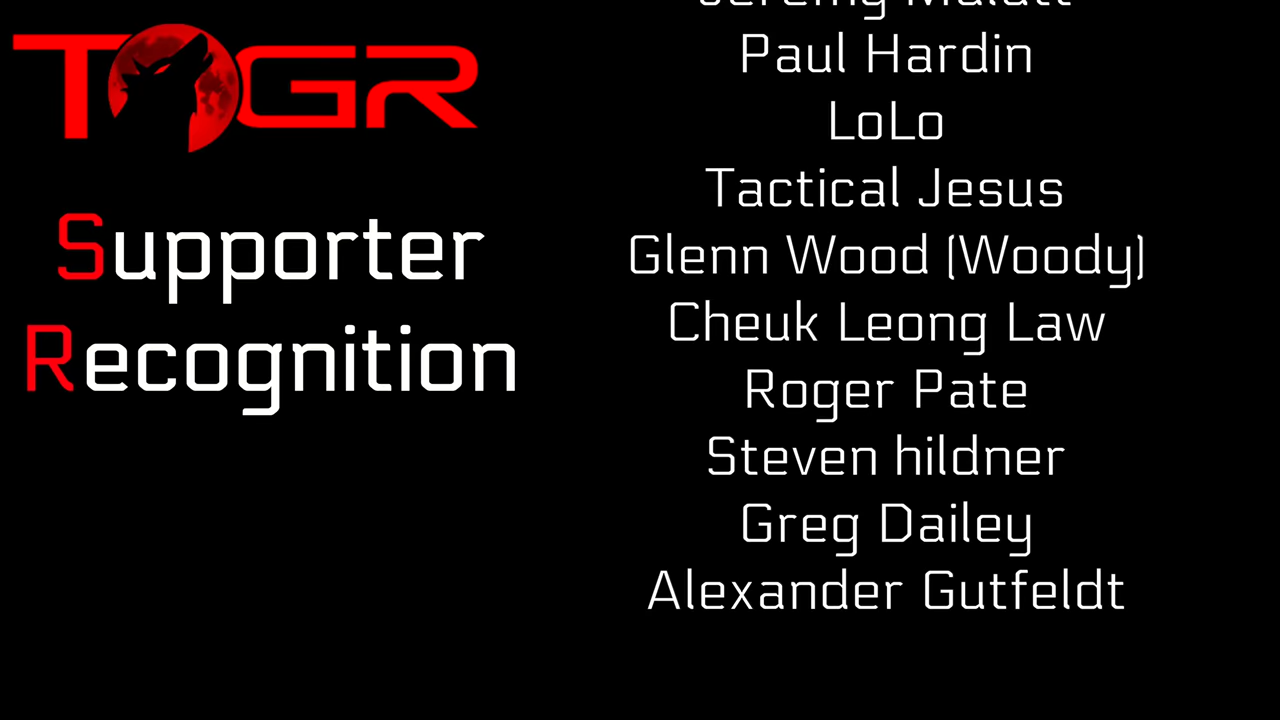 TOGR
Supporter
Recognition
Paul Hardin
LoLo
Tactical Jesus
Glenn Wood (Woody)
Cheuk Leong Law
Roger Pate
Steven hildner
Greg Dailey
Alexander Gutfeldt